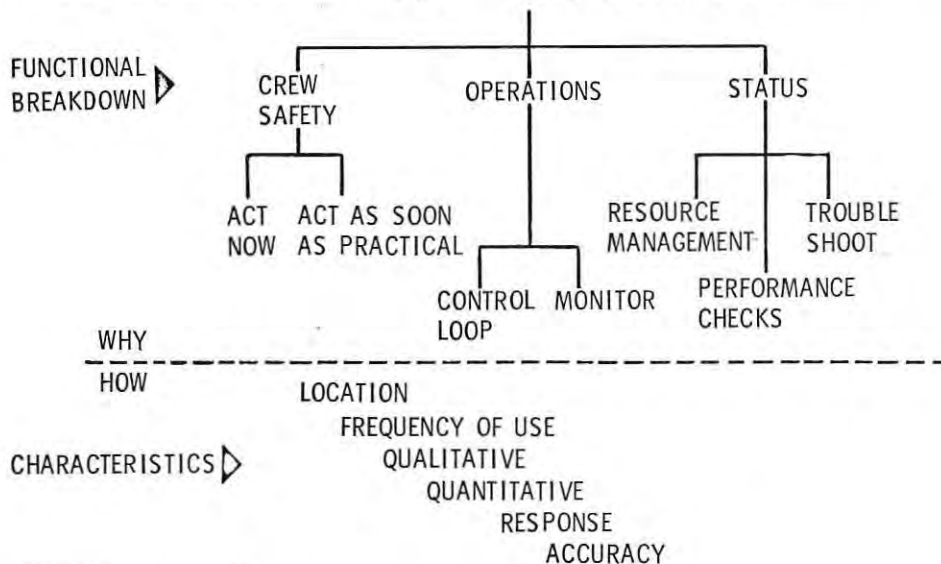 FUNCTIONAL
BREAKDOWN
CREW
SAFETY
OPERATIONS
STATUS
ACT
NOW
ACT AS SOON
AS PRACTICAL
CONTROL
LOOP
MONITOR
RESOURCE
MANAGEMENT
PERFORMANCE
CHECKS
TROUBLE
SHOOT
WHY
HOW
CHARACTERISTICS
LOCATION
FREQUENCY OF USE
QUALITATIVE
QUANTITATIVE
RESPONSE
ACCURACY